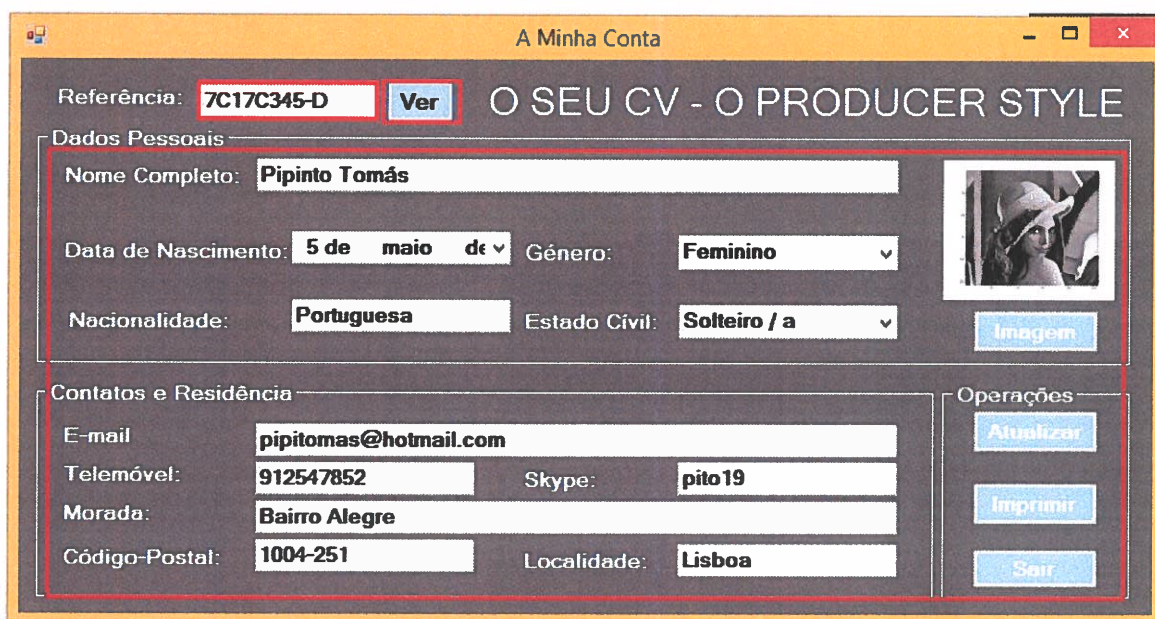 A Minha Conta
Referência: 7C17C345-D Ver O SEU CV - O PRODUCER STYLE
Dados Pessoais
Nome Completo: Pipinto Tomás
Data de Nascimento: 5 de maio de Género: Feminino
Nacionalidade: Portuguesa Estado Cívil: Solteiro / a
Imagem
Contatos e Residência Operações
E-mail pipitomas@hotmail.com Atualizar
Telemóvel: 912547852 Skype: pito19
Morada: Bairro Alegre Imprimir
Código-Postal: 1004-251 Localidade: Lisboa Sair